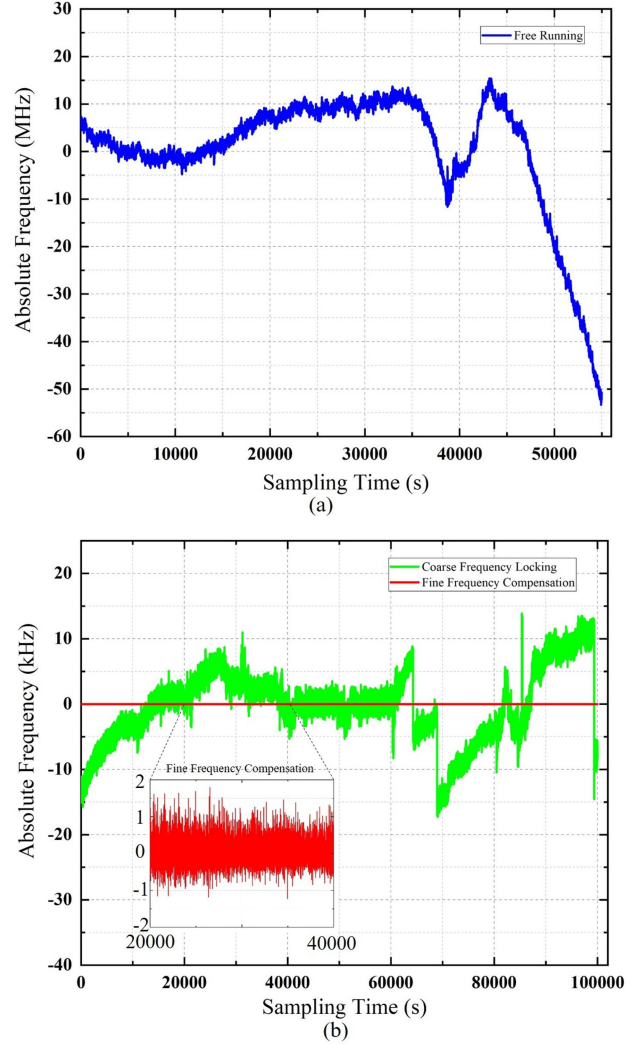 30
20
10
0
-10
-20
-30
-40
-50
-60
Absolute Frequency (MHz)
Free Running
0 10000 20000 30000 40000 50000
Sampling Time (s)
(a)
20
10
0
-10
-20
-30
-40
Absolute Frequency (kHz)
Coarse Frequency Locking
Fine Frequency Compensation
Fine Frequency Compensation
2
1
0
-1
-2
20000 40000
0 20000 40000 60000 80000 100000
Sampling Time (s)
(b)